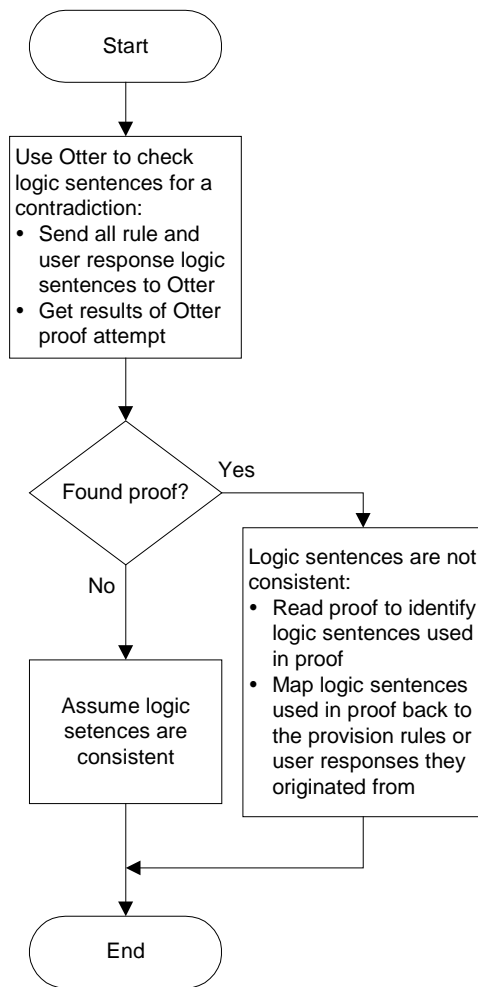 Start
Use Otter to check
logic sentences for a
contradiction:
• Send all rule and
user response logic
sentences to Otter
• Get results of Otter
proof attempt
Found proof?
Yes
No
Logic sentences are not
consistent:
• Read proof to identify
logic sentences used
in proof
• Map logic sentences
used in proof back to
the provision rules or
user responses they
originated from
Assume logic
setences are
consistent
End